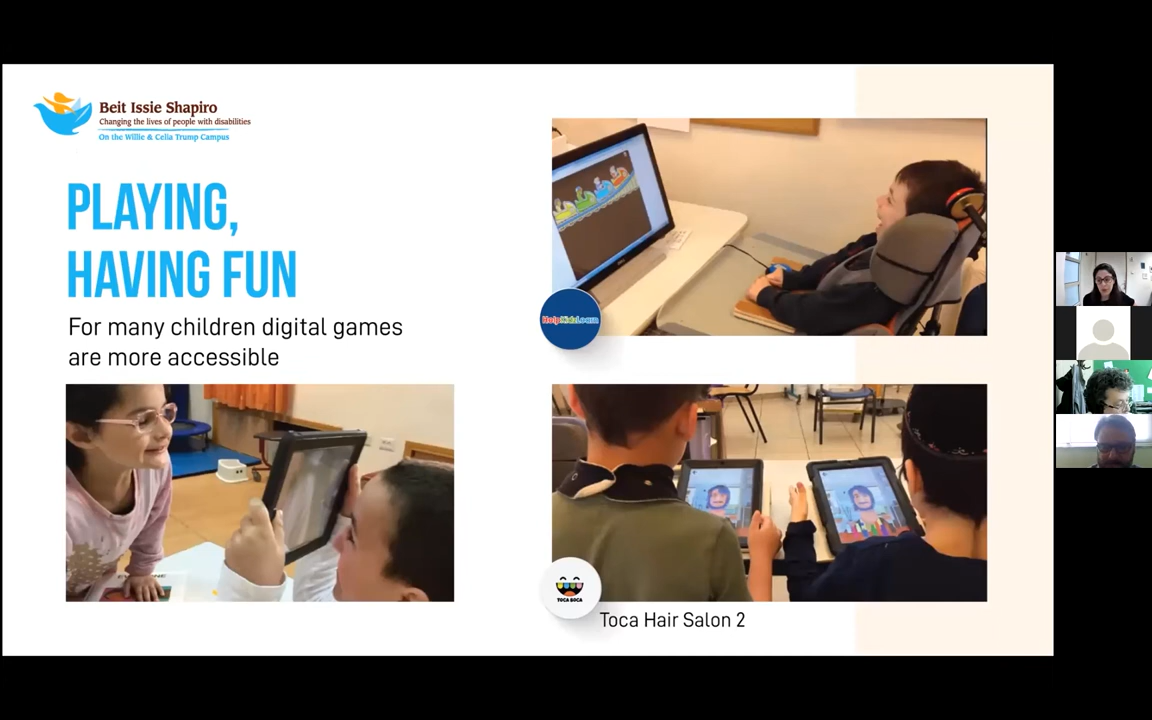 Beit Issie Shapiro
Changing the lives of people with disabilities
On the Willie & Celia Trump Campus
PLAYING,
HAVING FUN
For many children digital games
are more accessible
HelpKidzLearn
TOCA BOCA
Toca Hair Salon 2